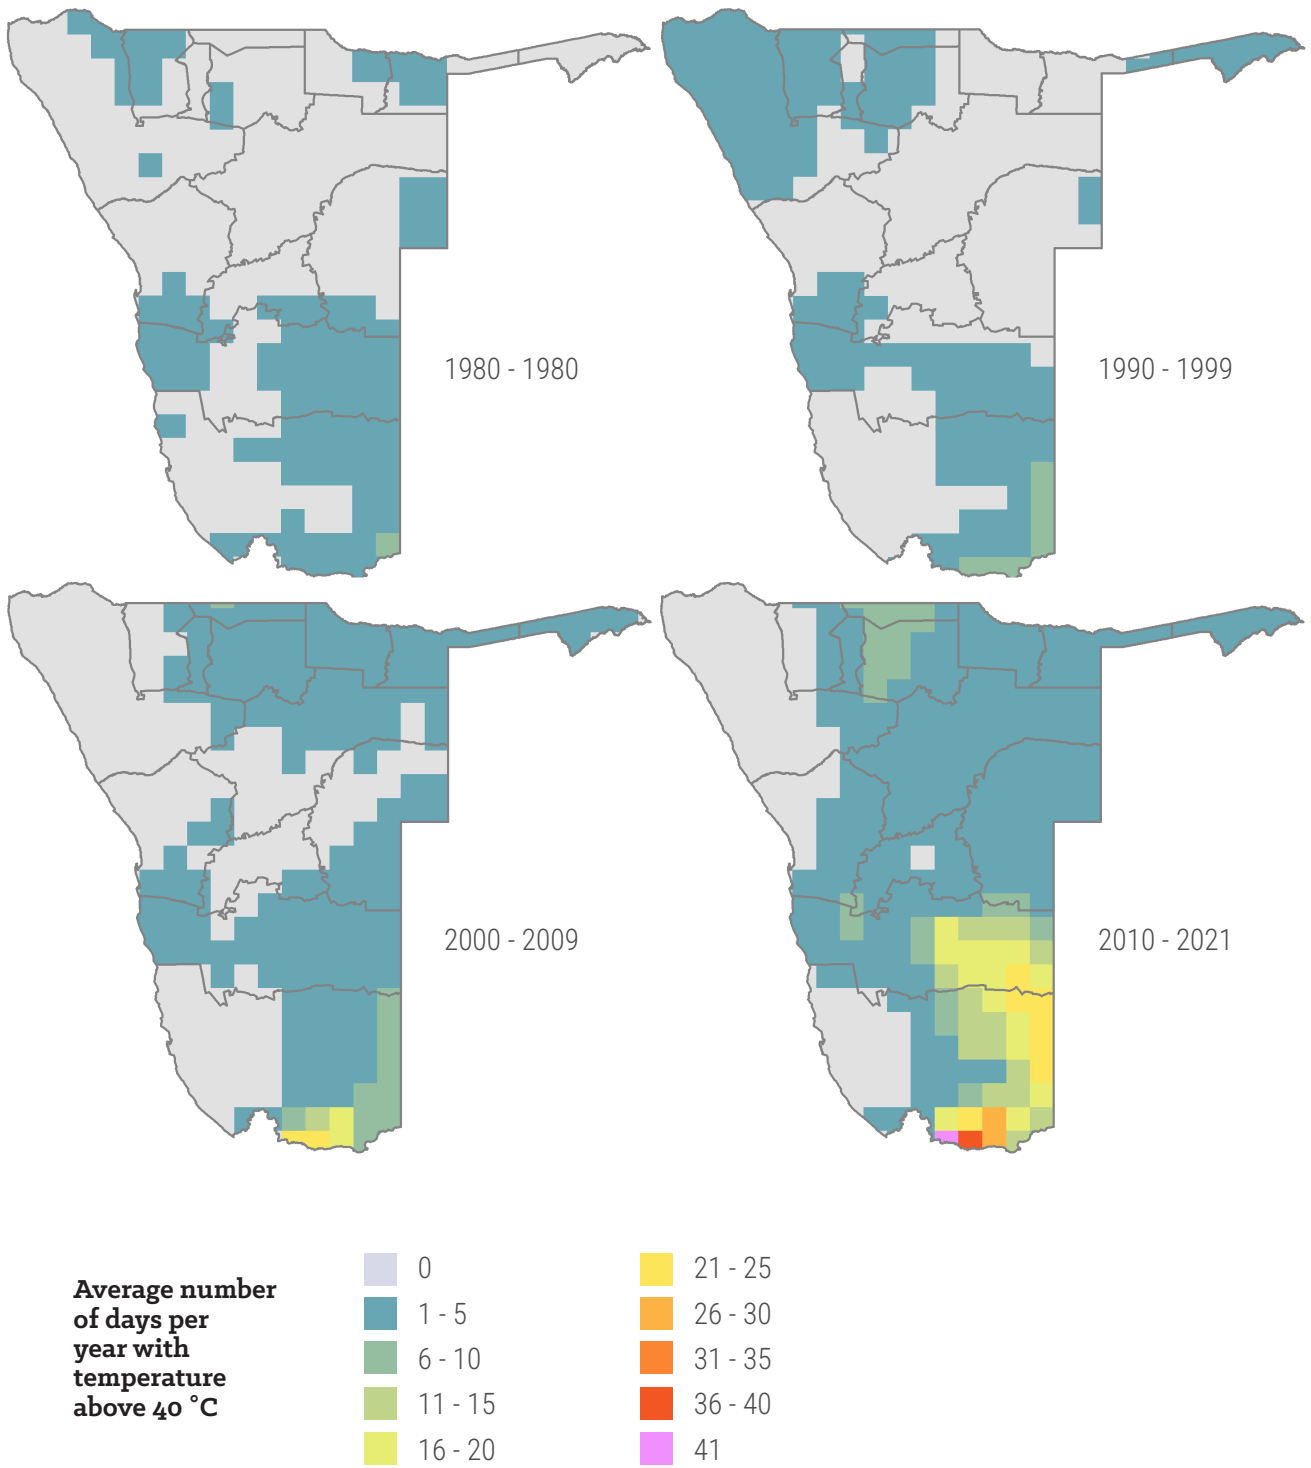 1980 - 1980
1990 - 1999
2000 - 2009
2010 - 2021
Average number
of days per
year with
temperature
above 40 °C
0
1 - 5
6 - 10
11 - 15
16 - 20
21 - 25
26 - 30
31 - 35
36 - 40
41